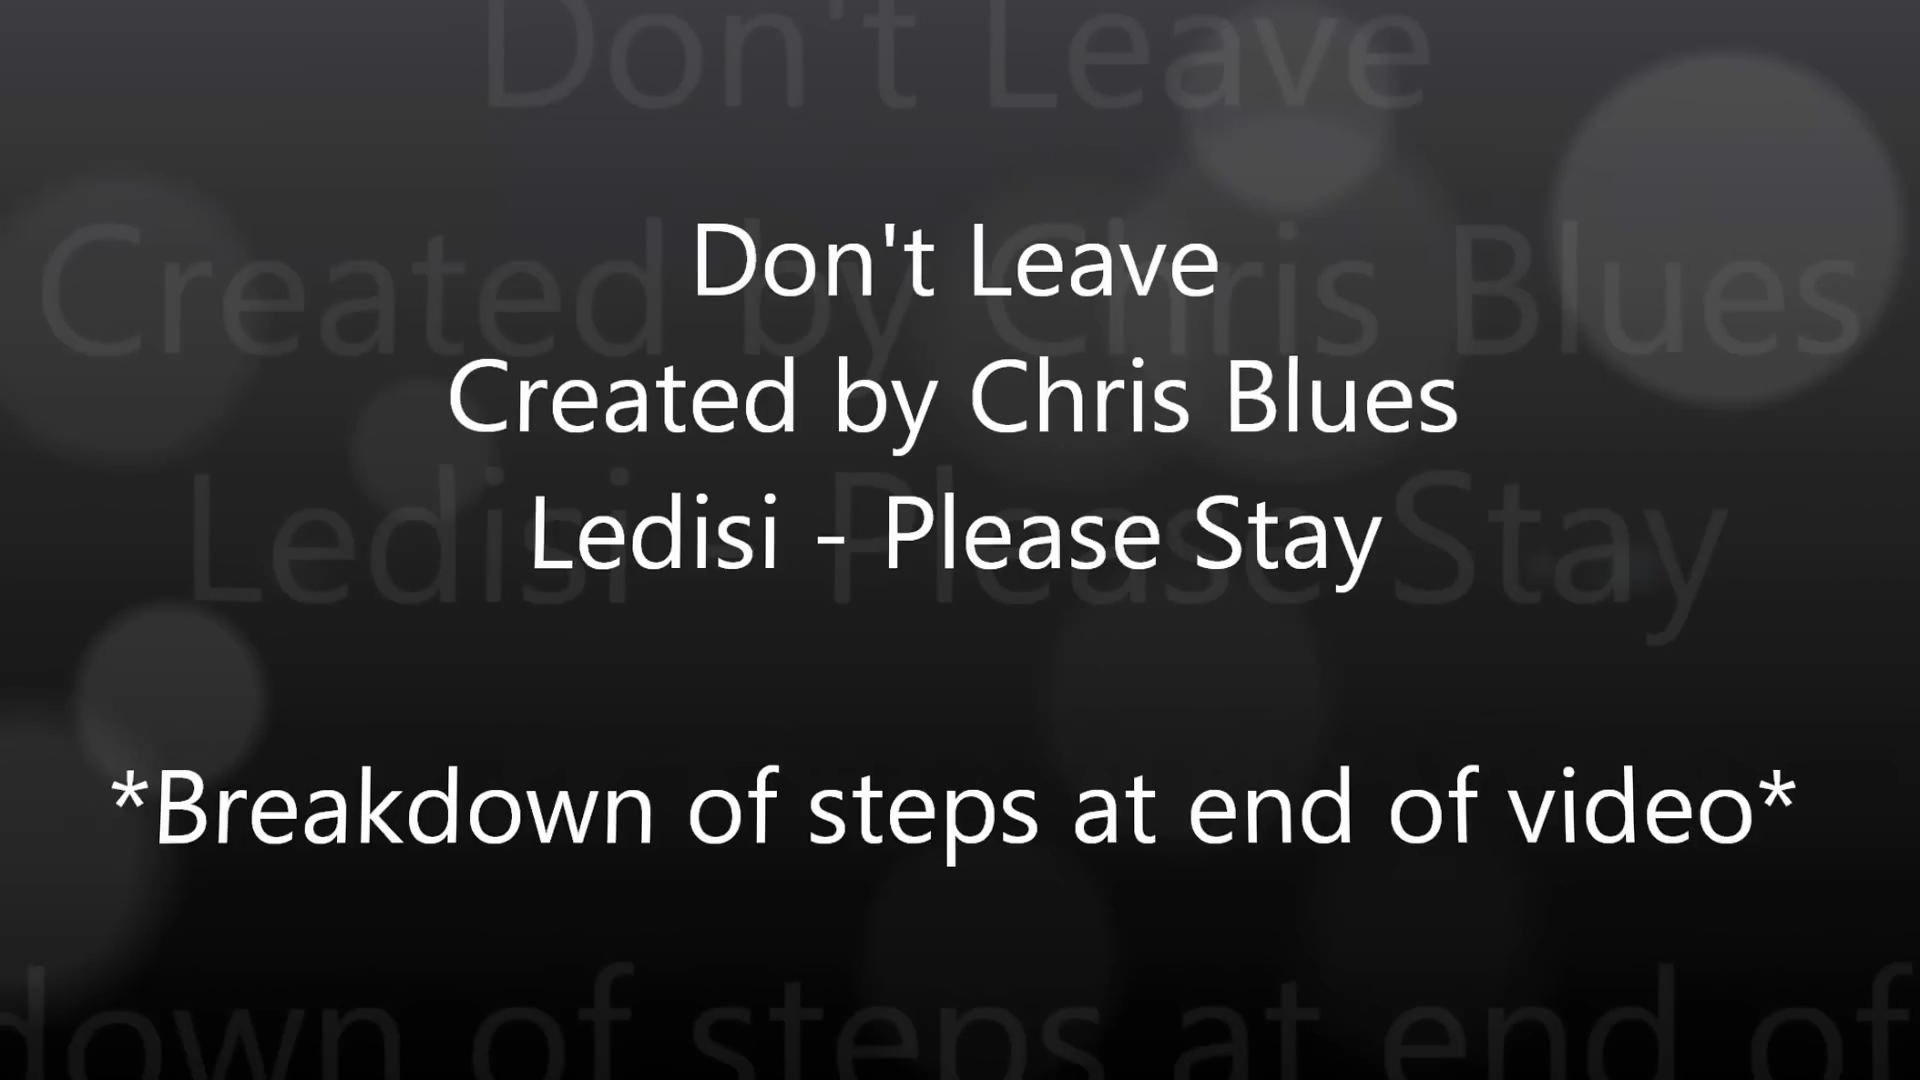 Don't Leave
Created by Chris Blues
Ledisi - Please Stay
*Breakdown of steps at end of video*